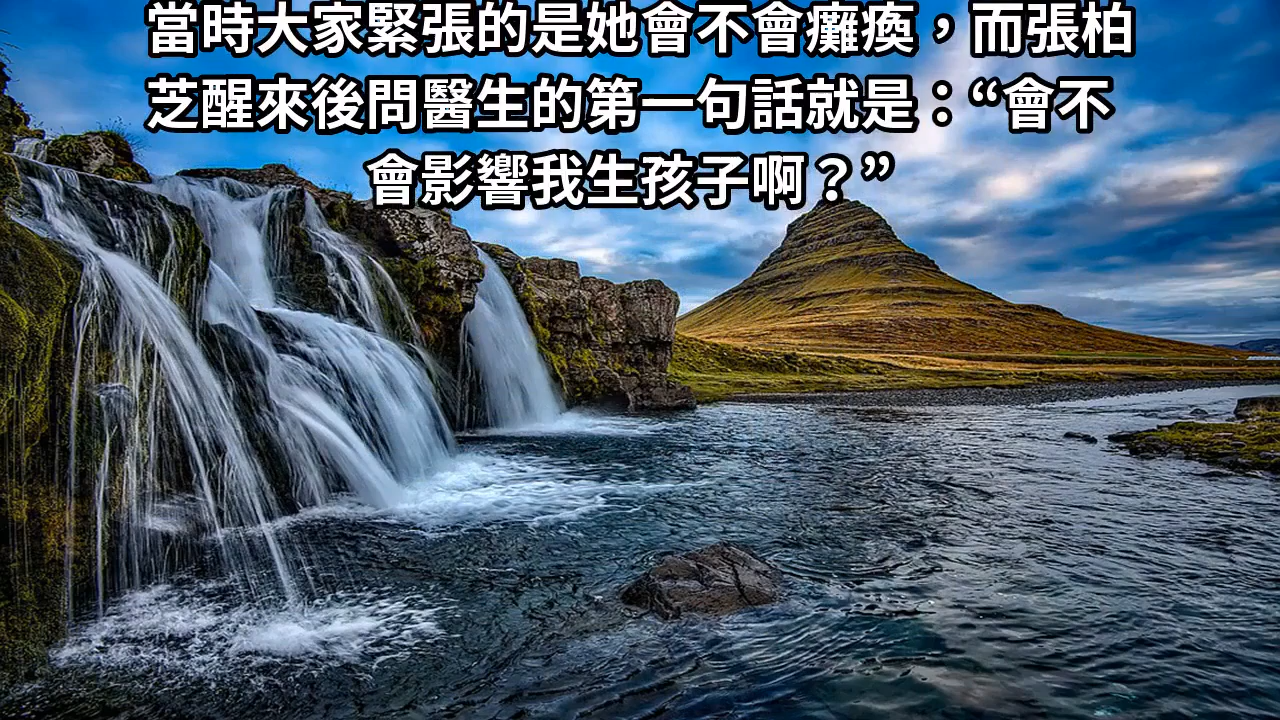 當時大家緊張的是她會不會癱瘓，而張柏
芝醒來後問醫生的第一句話就是：“會不
會影響我生孩子啊？”